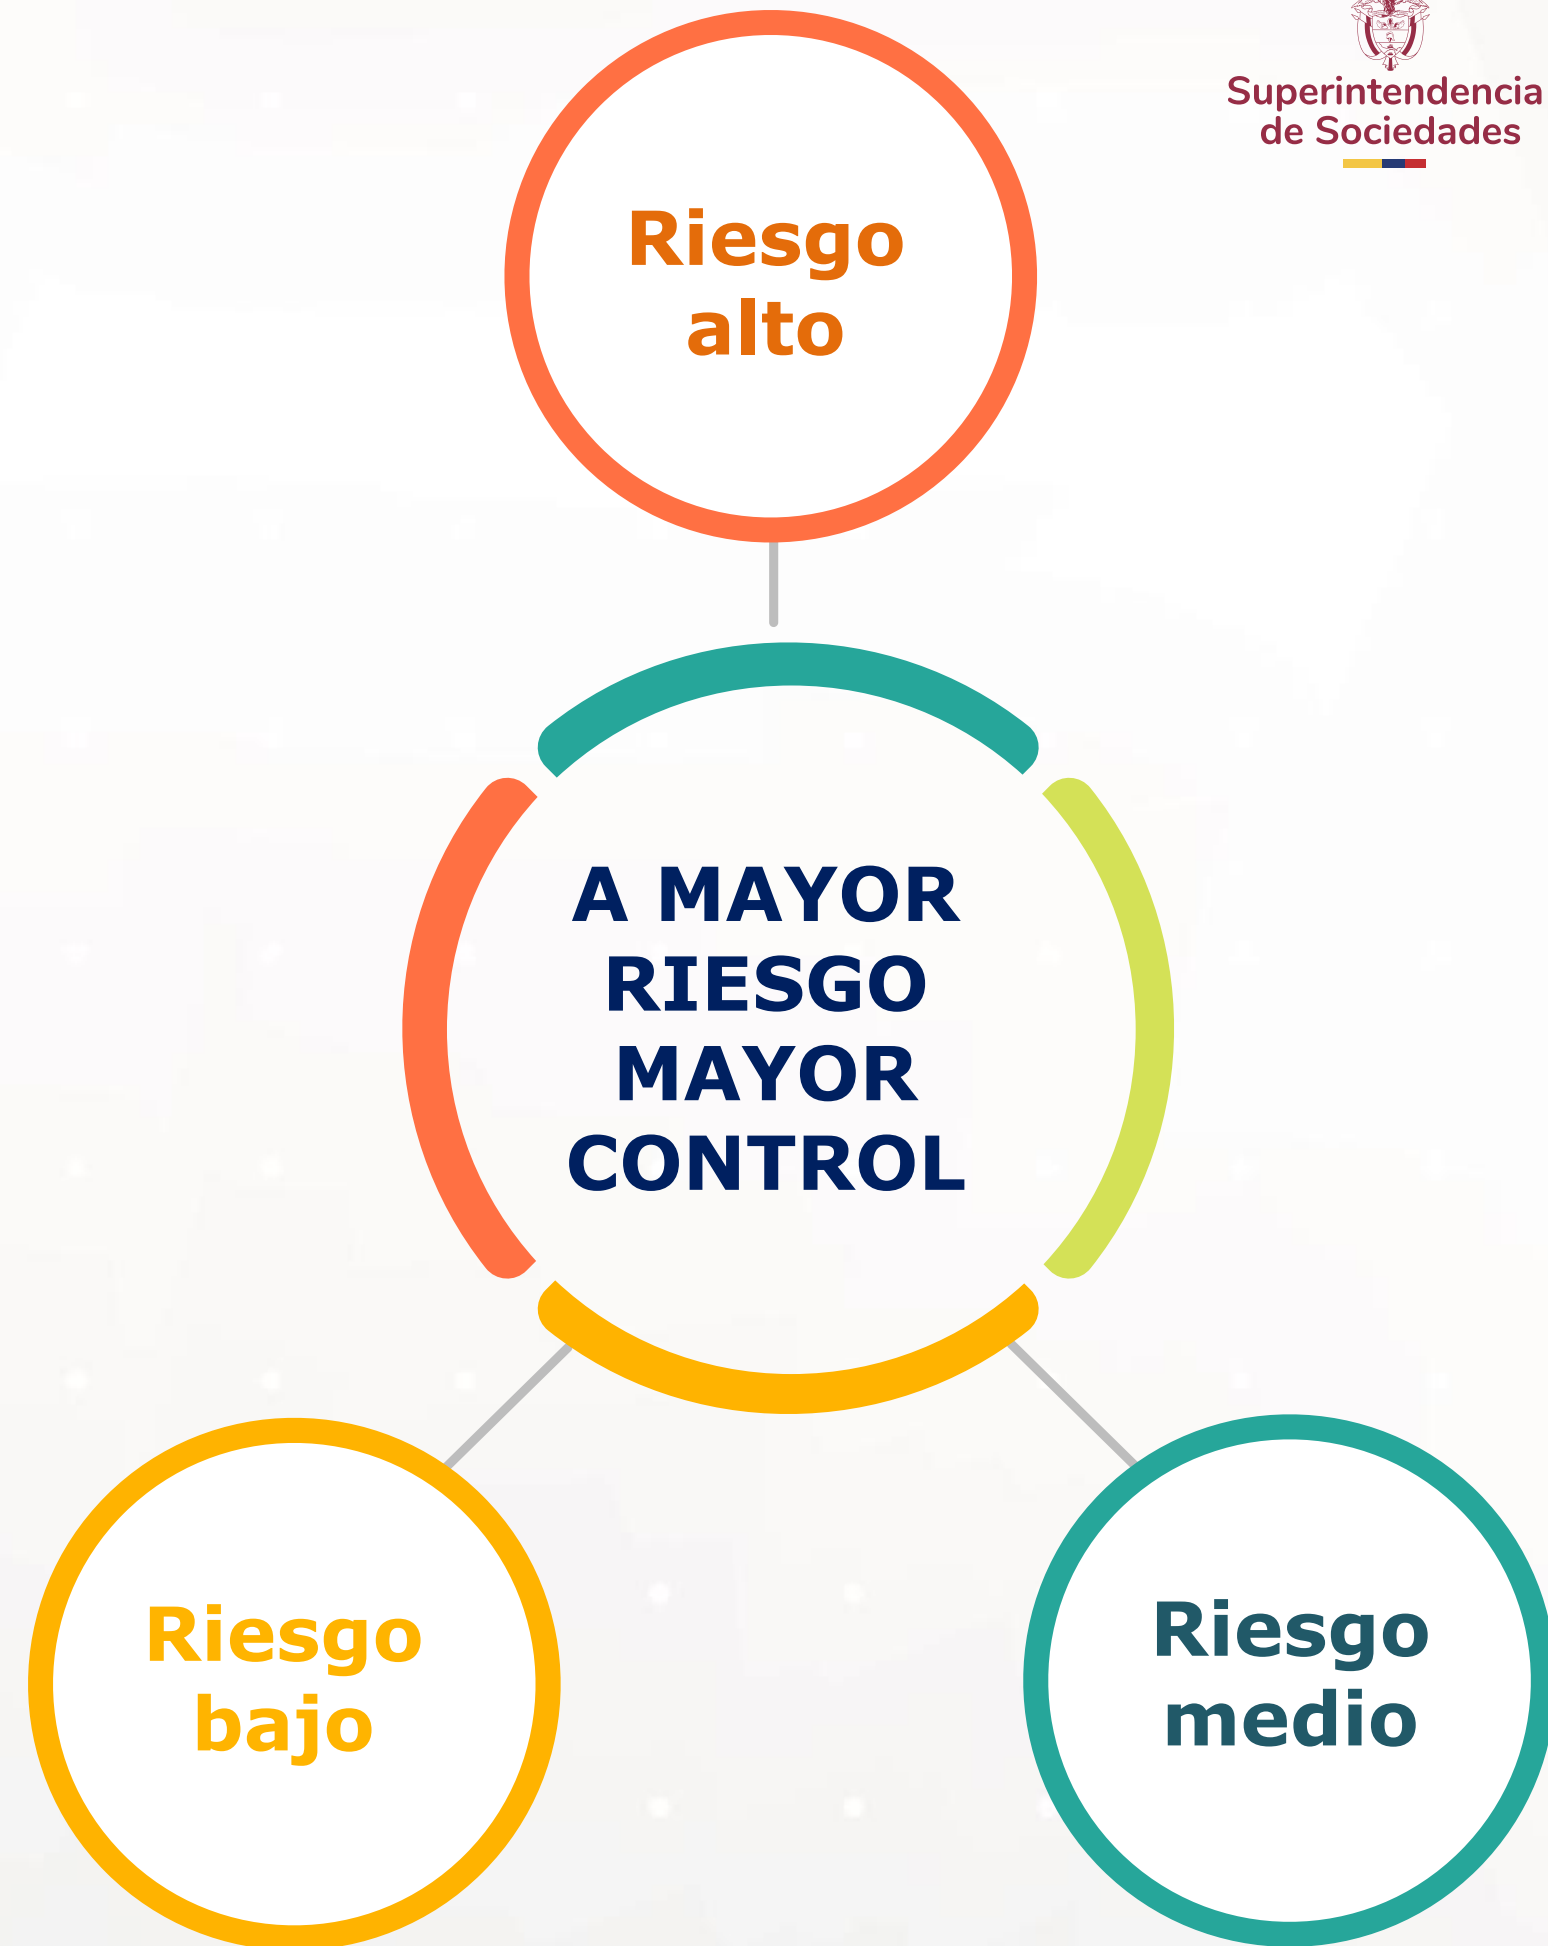 Superintendencia
de Sociedades
Riesgo
alto
A MAYOR
RIESGO
MAYOR
CONTROL
Riesgo
bajo
Riesgo
medio